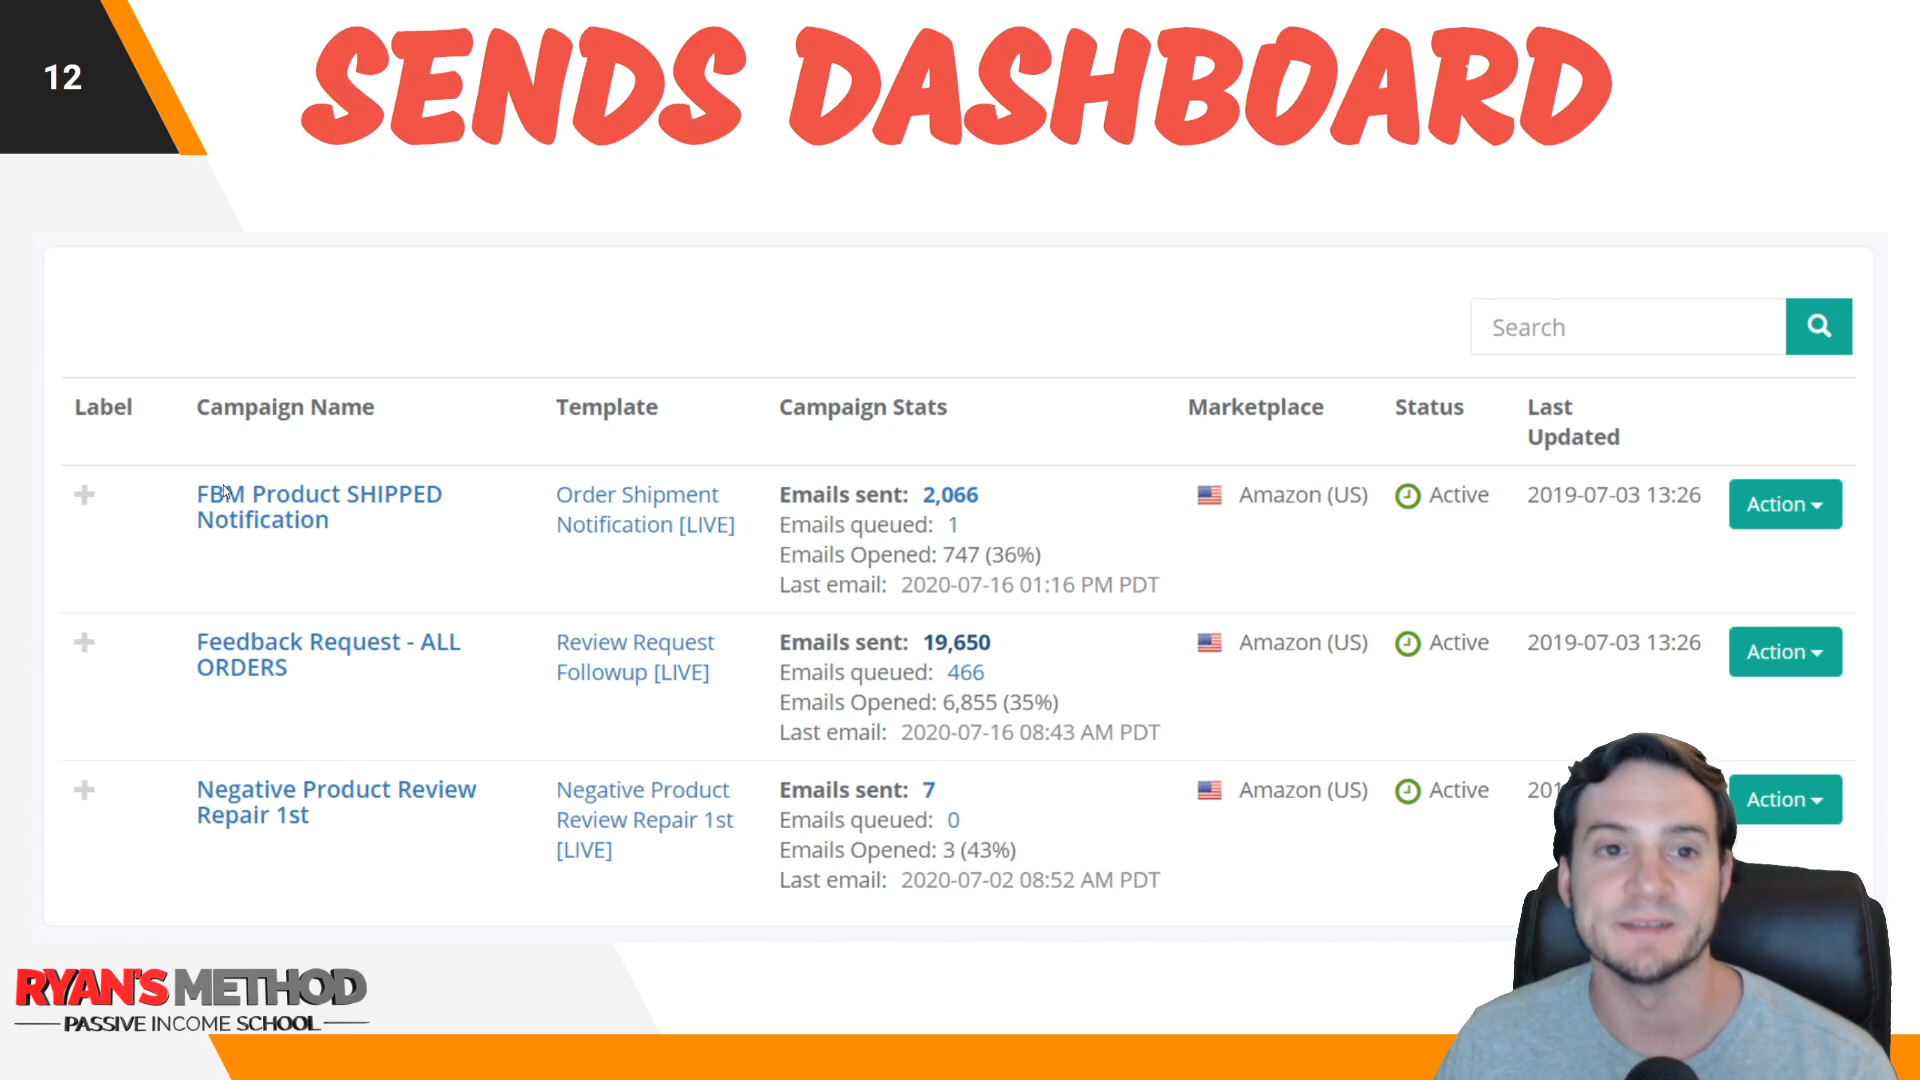 12
SENDS DASHBOARD
Search
Label Campaign Name Template Campaign Stats Marketplace Status Last Updated
FBM Product SHIPPED
Notification
Order Shipment
Notification [LIVE]
Emails sent: 2,066
Emails queued: 1
Emails Opened: 747 (36%)
Last email: 2020-07-16 01:16 PM PDT
Amazon (US)
Active
2019-07-03 13:26
Action
Feedback Request - ALL
ORDERS
Review Request
Followup [LIVE]
Emails sent: 19,650
Emails queued: 466
Emails Opened: 6,855 (35%)
Last email: 2020-07-16 08:43 AM PDT
Amazon (US)
Active
2019-07-03 13:26
Action
Negative Product Review
Repair 1st
Negative Product
Review Repair 1st
[LIVE]
Emails sent: 7
Emails queued: 0
Emails Opened: 3 (43%)
Last email: 2020-07-02 08:52 AM PDT
Amazon (US)
Active
Action
RYAN'S METHOD
PASSIVE INCOME SCHOOL